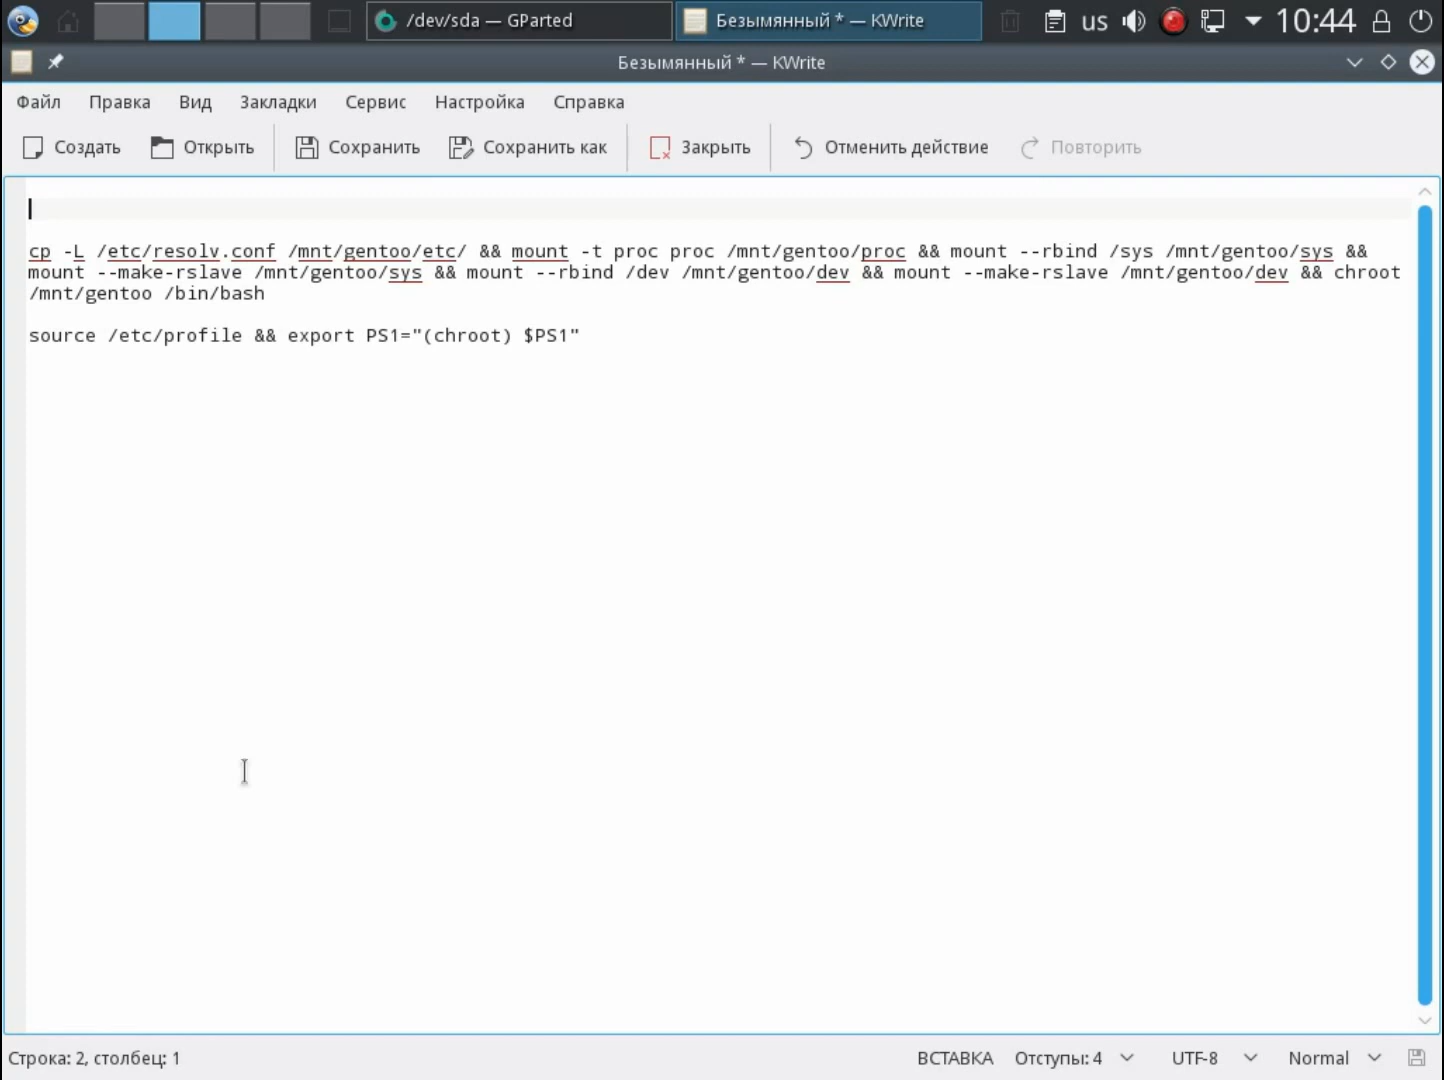 /dev/sda — GParted
Безымянный * — KWrite
us
10:44
Безымянный * — KWrite
Файл Правка Вид Закладки Сервис Настройка Справка
Создать Открыть Сохранить Сохранить как Закрыть Отменить действие Повторить
cp -L /etc/resolv.conf /mnt/gentoo/etc/ && mount -t proc proc /mnt/gentoo/proc && mount --rbind /sys /mnt/gentoo/sys &&
mount --make-rslave /mnt/gentoo/sys && mount --rbind /dev /mnt/gentoo/dev && mount --make-rslave /mnt/gentoo/dev && chroot
/mnt/gentoo /bin/bash
source /etc/profile && export PS1="(chroot) $PS1"
Строка: 2, столбец: 1
ВСТАВКА Отступы: 4 UTF-8 Normal